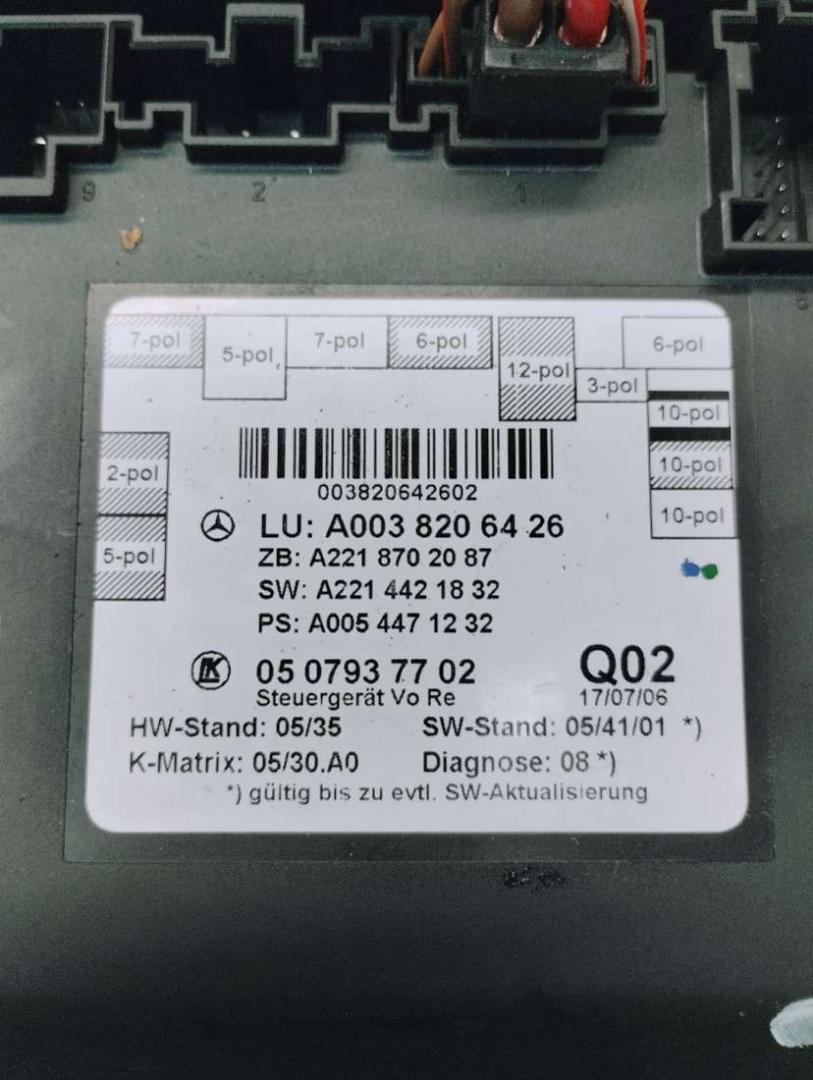 9 2 1
7-pol 5-pol 7-pol 6-pol 12-pol 3-pol 6-pol
10-pol
10-pol
10-pol
2-pol
5-pol
003820642602
LU: A003 820 64 26
ZB: A221 870 20 87
SW: A221 442 18 32
PS: A005 447 12 32
05 0793 77 02 Q02
Steuergerät Vo Re 17/07/06
HW-Stand: 05/35 SW-Stand: 05/41/01 *)
K-Matrix: 05/30.A0 Diagnose: 08 *)
*) gültig bis zu evtl. SW-Aktualisierung